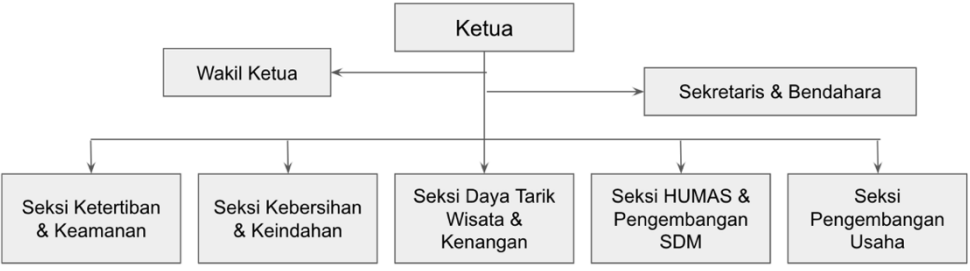 Ketua
Wakil Ketua
Sekretaris & Bendahara
Seksi Ketertiban
& Keamanan
Seksi Kebersihan
& Keindahan
Seksi Daya Tarik
Wisata &
Kenangan
Seksi HUMAS &
Pengembangan
SDM
Seksi
Pengembangan
Usaha